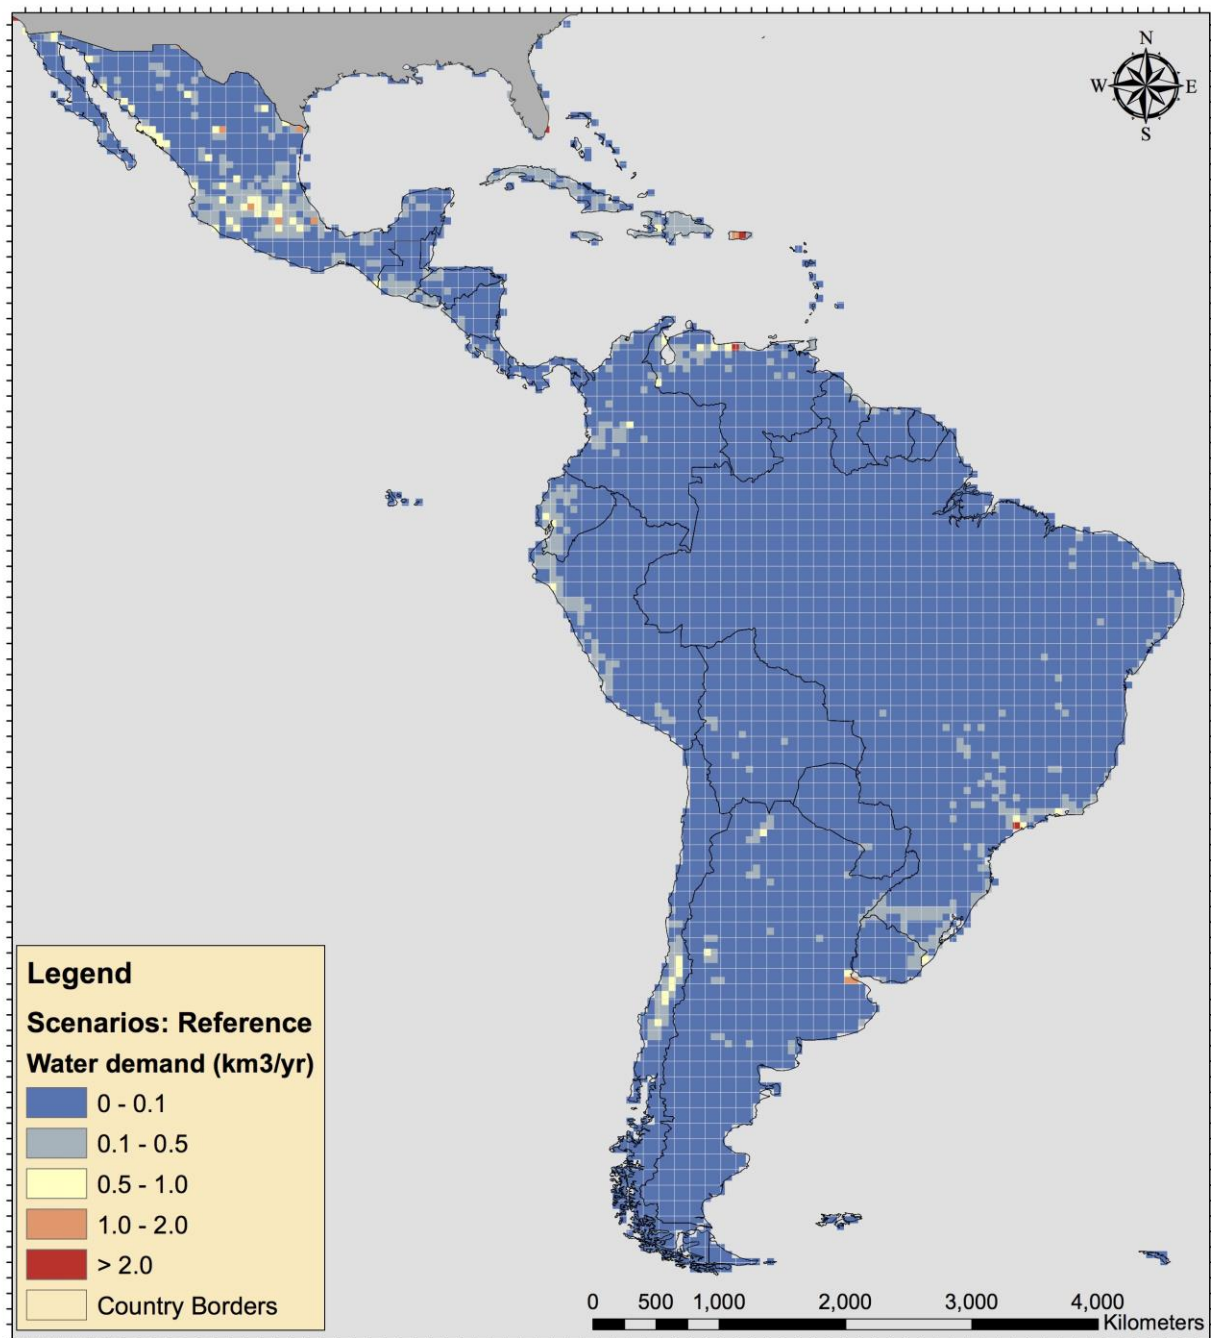 N
W E
S
Legend
Scenarios: Reference
Water demand (km3/yr)
0 - 0.1
0.1 - 0.5
0.5 - 1.0
1.0 - 2.0
> 2.0
Country Borders
0 500 1,000 2,000 3,000 4,000
Kilometers